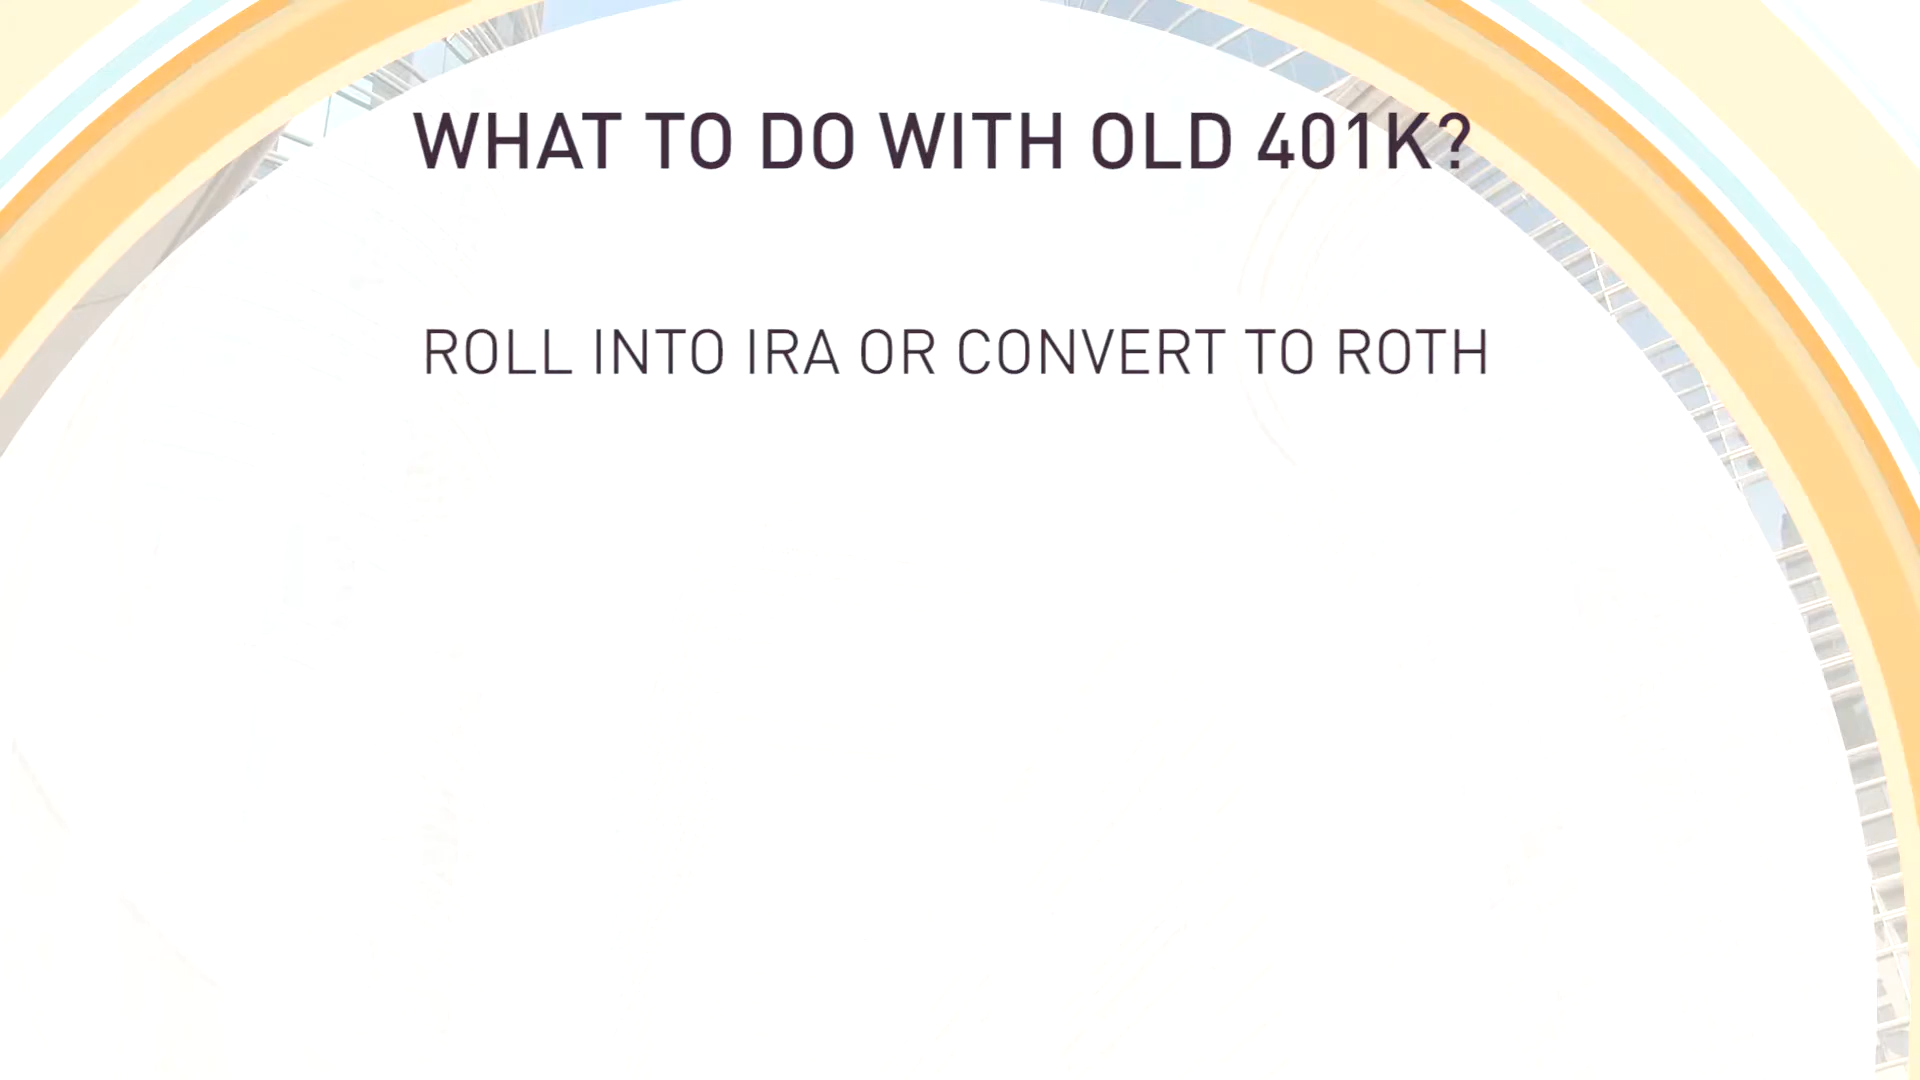 WHAT TO DO WITH OLD 401K?
ROLL INTO IRA OR CONVERT TO ROTH